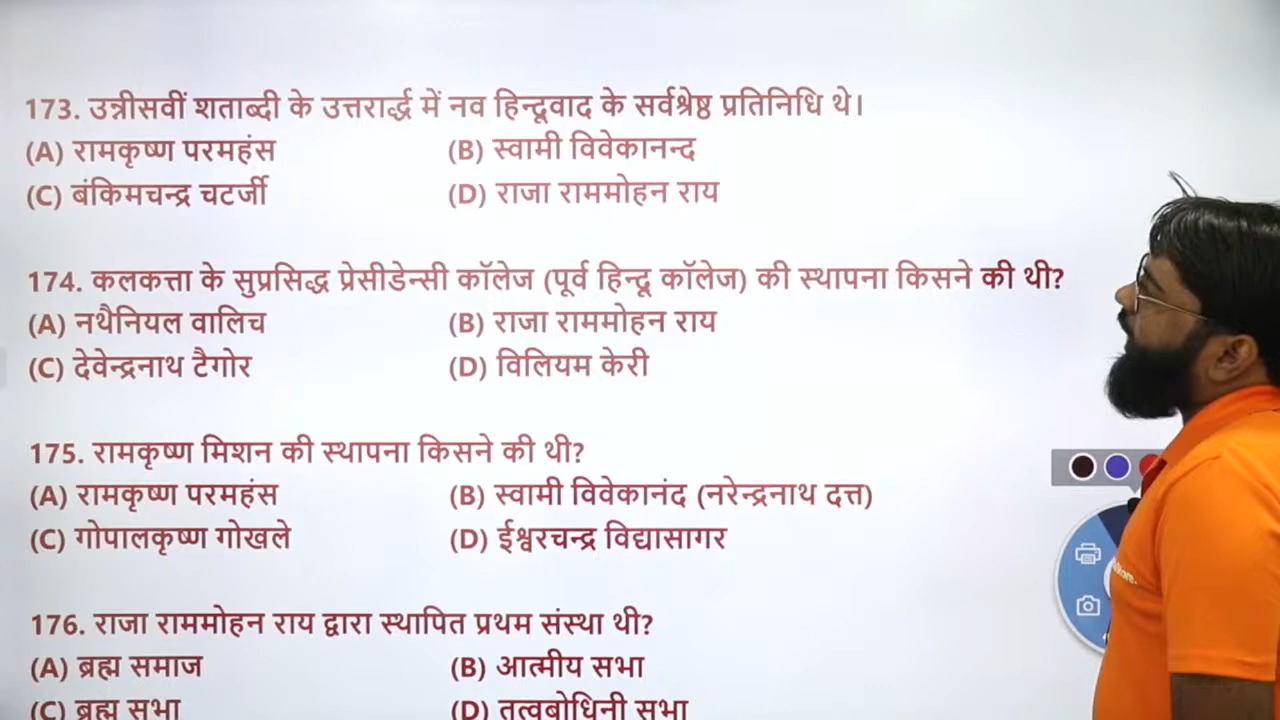 173. उन्नीसवीं शताब्दी के उत्तरार्द्ध में नव हिन्दूवाद के सर्वश्रेष्ठ प्रतिनिधि थे।
(A) रामकृष्ण परमहंस (B) स्वामी विवेकानन्द
(C) बंकिमचन्द्र चटर्जी (D) राजा राममोहन राय
174. कलकत्ता के सुप्रसिद्ध प्रेसीडेन्सी कॉलेज (पूर्व हिन्दू कॉलेज) की स्थापना किसने की थी?
(A) नथैनियल वालिच (B) राजा राममोहन राय
(C) देवेन्द्रनाथ टैगोर (D) विलियम केरी
175. रामकृष्ण मिशन की स्थापना किसने की थी?
(A) रामकृष्ण परमहंस (B) स्वामी विवेकानंद (नरेन्द्रनाथ दत्त)
(C) गोपालकृष्ण गोखले (D) ईश्वरचन्द्र विद्यासागर
176. राजा राममोहन राय द्वारा स्थापित प्रथम संस्था थी?
(A) ब्रह्म समाज (B) आत्मीय सभा
(C) ब्रह्म सभा (D) तत्वबोधिनी सभा